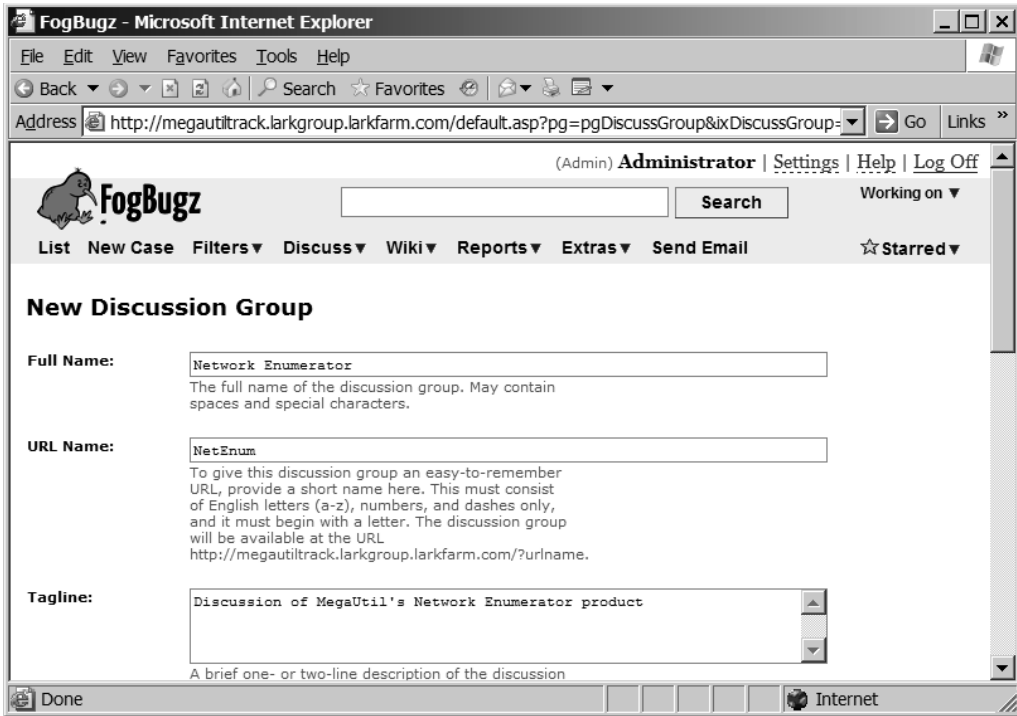 FogBugz - Microsoft Internet Explorer
File Edit View Favorites Tools Help
Back Search Favorites
Address http://megautiltrack.larkgroup.larkfarm.com/default.asp?pg=pgDiscussGroup&ixDiscussGroup= Go Links »
(Admin) Administrator | Settings | Help | Log Off
FogBugz Search Working on ▼
List New Case Filters ▼ Discuss ▼ Wiki ▼ Reports ▼ Extras ▼ Send Email ☆ Starred ▼
New Discussion Group
Full Name: Network Enumerator
The full name of the discussion group. May contain
spaces and special characters.
URL Name: NetEnum
To give this discussion group an easy-to-remember
URL, provide a short name here. This must consist
of English letters (a-z), numbers, and dashes only,
and it must begin with a letter. The discussion group
will be available at the URL
http://megautiltrack.larkgroup.larkfarm.com/?urlname.
Tagline: Discussion of MegaUtil's Network Enumerator product
A brief one- or two-line description of the discussion
Done Internet